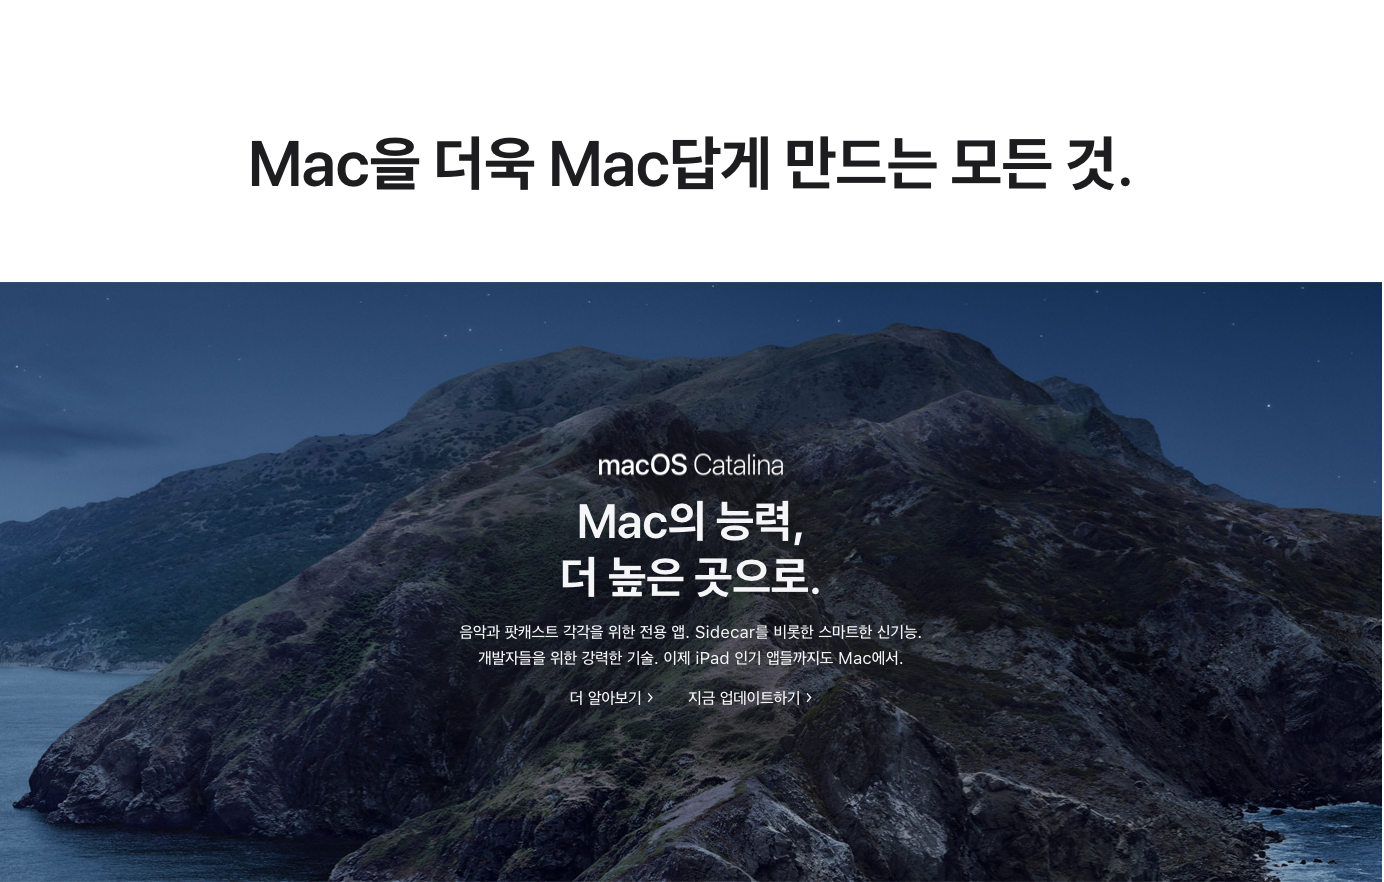 Mac을 더욱 Mac답게 만드는 모든 것.
macOS Catalina
Mac의 능력,
더 높은 곳으로.
음악과 팟캐스트 각각을 위한 전용 앱. Sidecar를 비롯한 스마트한 신기능.
개발자들을 위한 강력한 기술. 이제 iPad 인기 앱들까지도 Mac에서.
더 알아보기 >
지금 업데이트하기 >